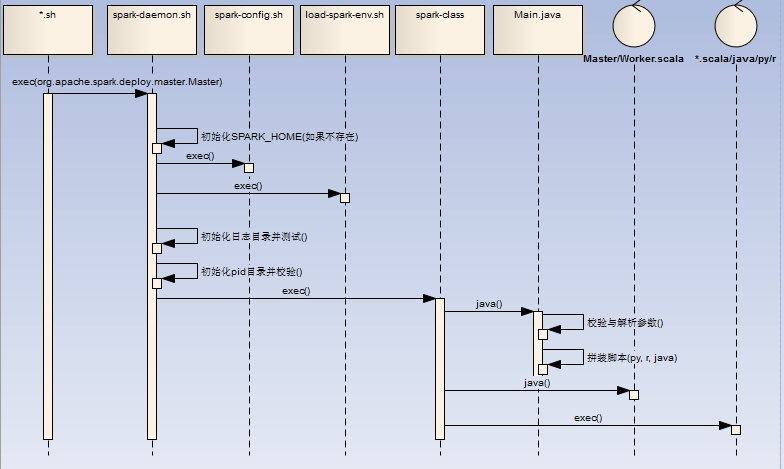 *.sh
spark-daemon.sh
spark-config.sh
load-spark-env.sh
spark-class
Main.java
Master/Worker.scala
*.scala/java/py/r
exec(org.apache.spark.deploy.master.Master)
初始化SPARK_HOME(如果不存在)
exec()
exec()
初始化日志目录并测试()
初始化pid目录并校验()
exec()
java()
校验与解析参数()
拼装脚本(py, r, java)
java()
exec()